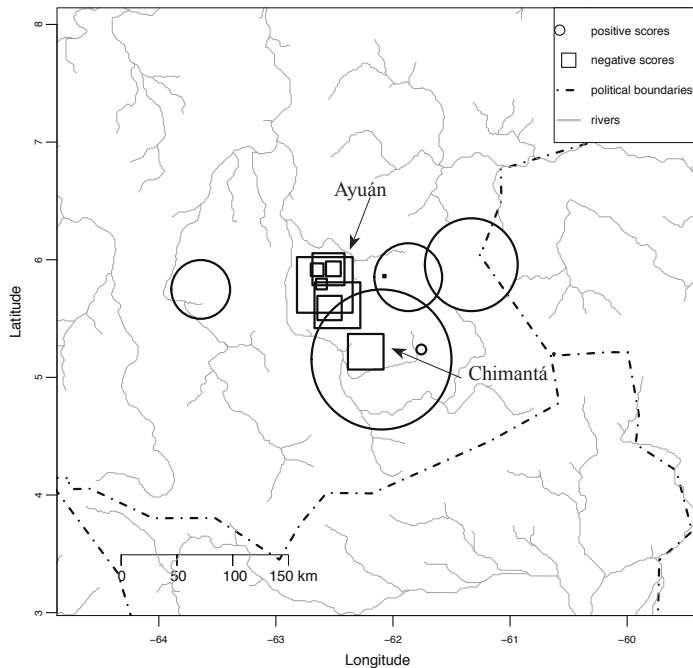 positive scores
negative scores
political boundaries
rivers
Ayuán
Chimantá
0 50 100 150 km
8
7
6
5
4
3
Latitude
-64 -63 -62 -61 -60
Longitude